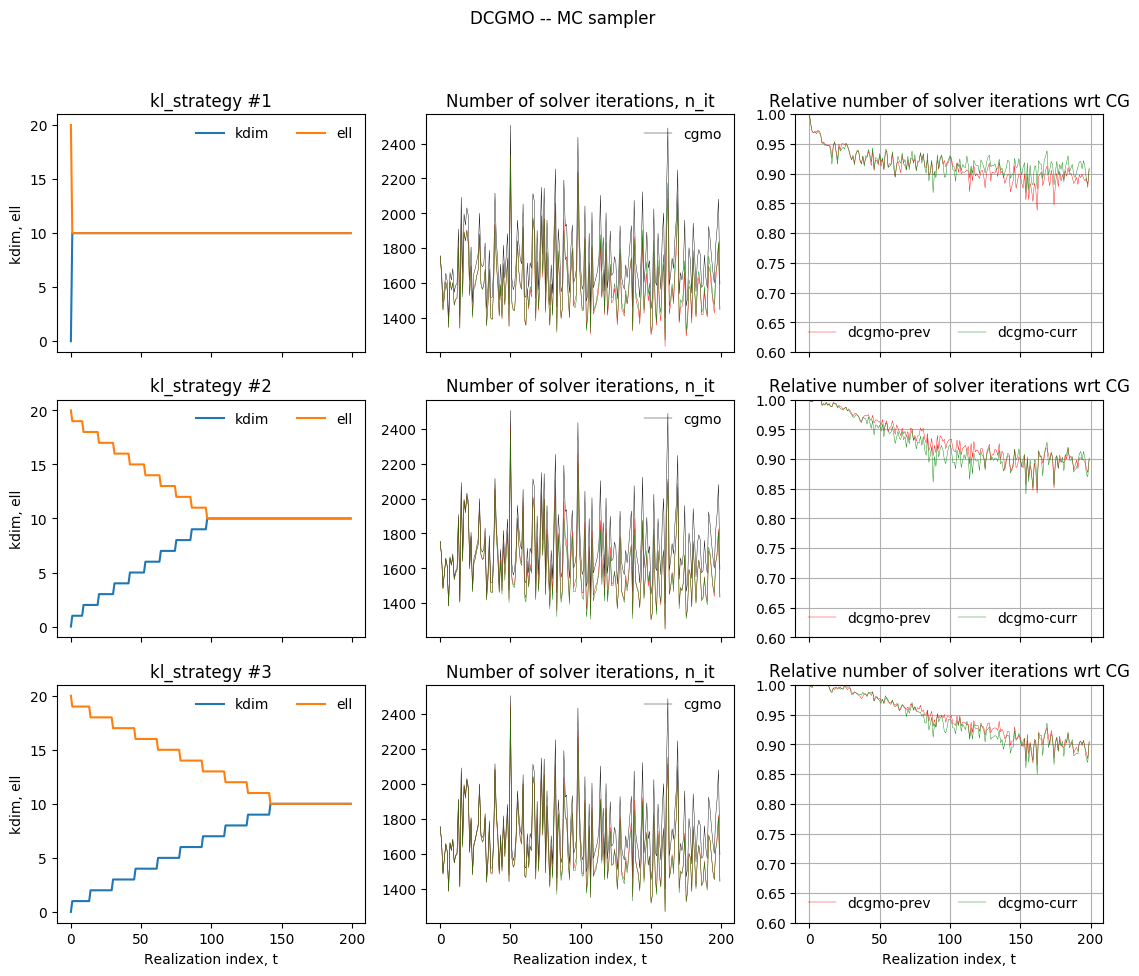 DCGMO -- MC sampler
kl_strategy #1
Number of solver iterations, n_it
Relative number of solver iterations wrt CG
kdim, ell
20
15
10
5
0
kdim
ell
2400
2200
2000
1800
1600
1400
cgmo
1.00
0.95
0.90
0.85
0.80
0.75
0.70
0.65
0.60
dcgmo-prev
dcgmo-curr
kl_strategy #2
Number of solver iterations, n_it
Relative number of solver iterations wrt CG
kdim, ell
20
15
10
5
0
kdim
ell
2400
2200
2000
1800
1600
1400
cgmo
1.00
0.95
0.90
0.85
0.80
0.75
0.70
0.65
0.60
dcgmo-prev
dcgmo-curr
kl_strategy #3
Number of solver iterations, n_it
Relative number of solver iterations wrt CG
kdim, ell
20
15
10
5
0
kdim
ell
2400
2200
2000
1800
1600
1400
cgmo
1.00
0.95
0.90
0.85
0.80
0.75
0.70
0.65
0.60
dcgmo-prev
dcgmo-curr
0 50 100 150 200
0 50 100 150 200
0 50 100 150 200
Realization index, t
Realization index, t
Realization index, t